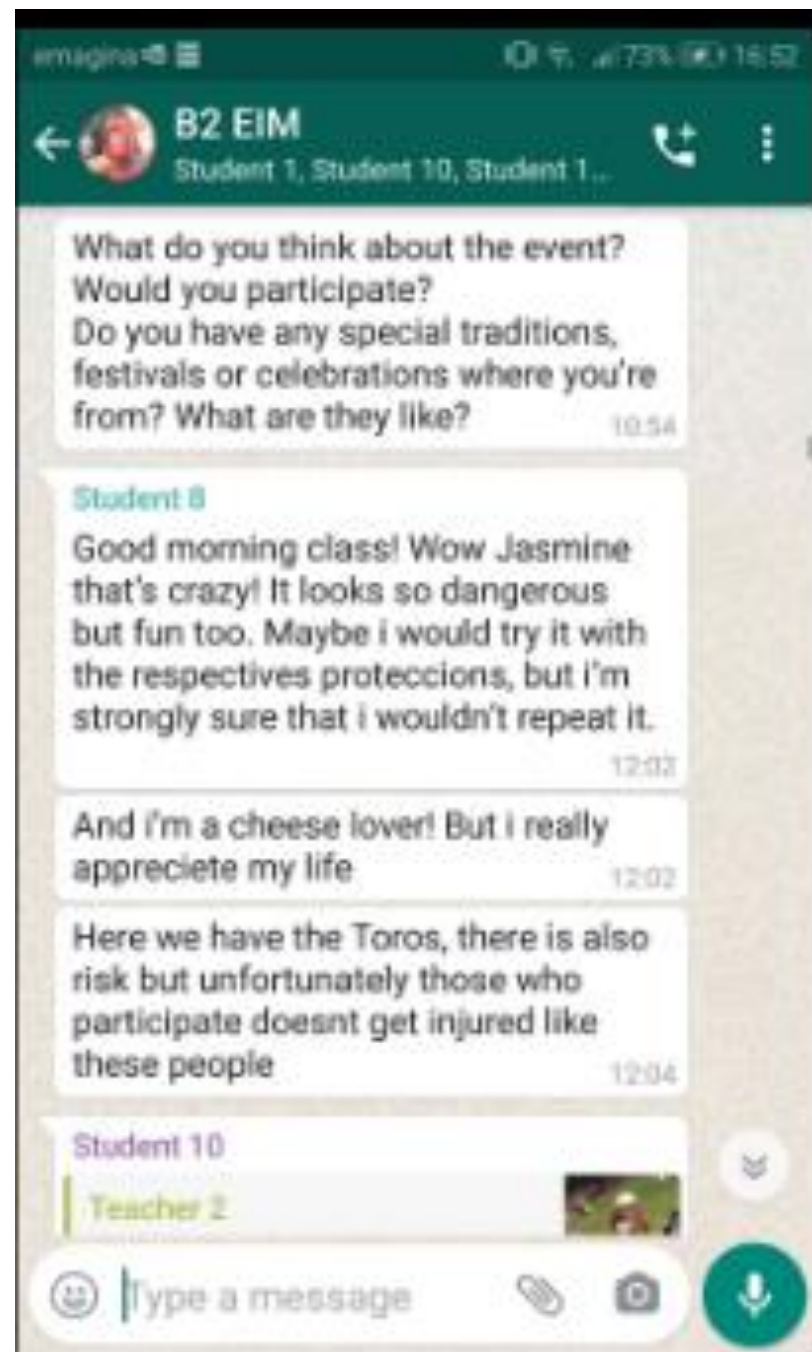 emagina
73% 16:52
B2 EIM
Student 1, Student 10, Student 1...
What do you think about the event?
Would you participate?
Do you have any special traditions,
festivals or celebrations where you're
from? What are they like?
10:54
Student 8
Good morning class! Wow Jasmine
that's crazy! It looks so dangerous
but fun too. Maybe i would try it with
the respectives proteccions, but i'm
strongly sure that i wouldn't repeat it.
12:02
And i'm a cheese lover! But i really
appreciete my life
12:02
Here we have the Toros, there is also
risk but unfortunately those who
participate doesnt get injured like
these people
12:04
Student 10
Teacher 2
Type a message